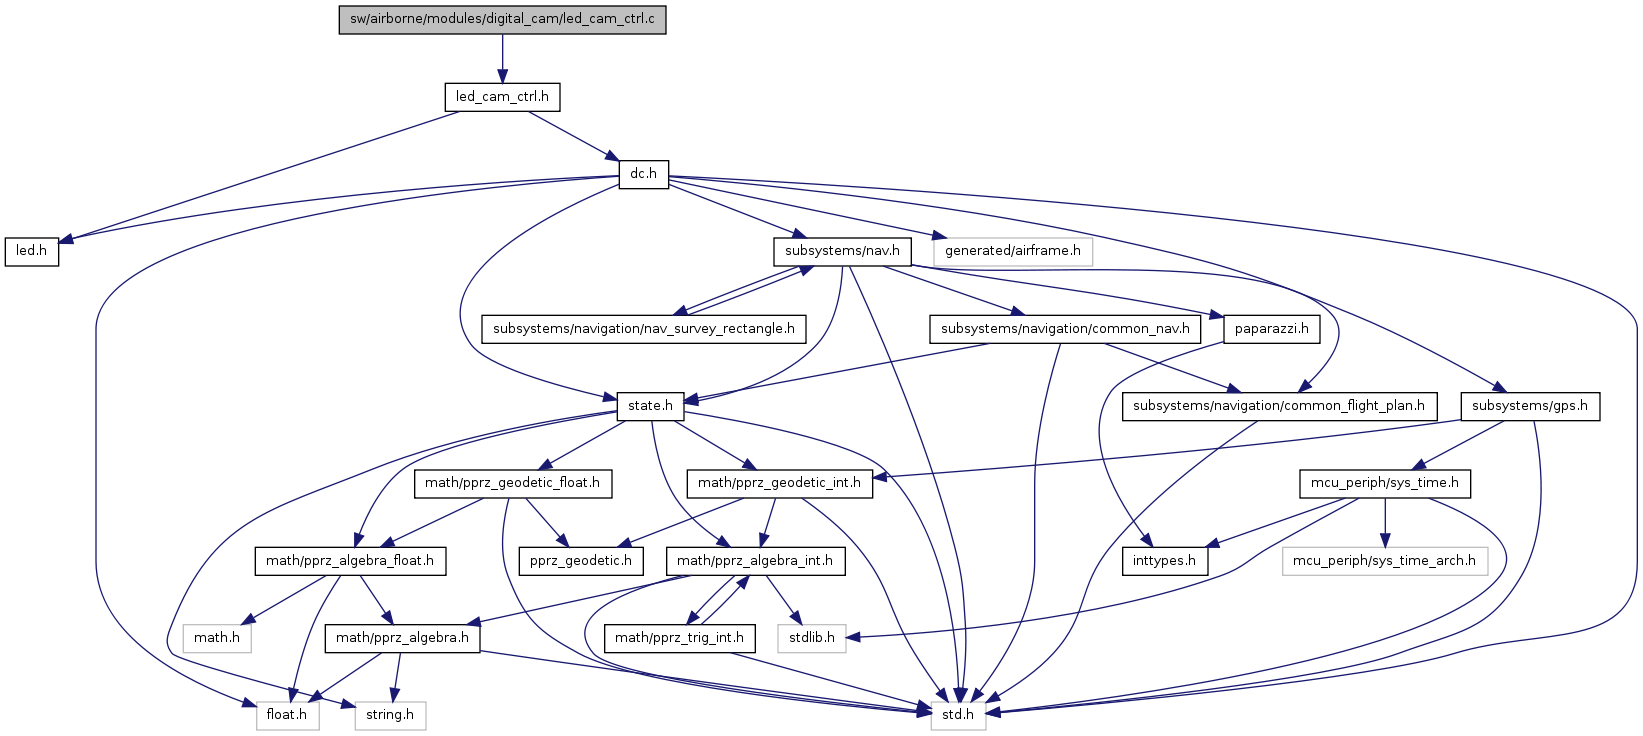 sw/airborne/modules/digital_cam/led_cam_ctrl.c
led_cam_ctrl.h
dc.h
led.h
subsystems/nav.h
generated/airframe.h
subsystems/navigation/nav_survey_rectangle.h
subsystems/navigation/common_nav.h
paparazzi.h
state.h
subsystems/navigation/common_flight_plan.h
subsystems/gps.h
math/pprz_geodetic_float.h
math/pprz_geodetic_int.h
mcu_periph/sys_time.h
math/pprz_algebra_float.h
pprz_geodetic.h
math/pprz_algebra_int.h
inttypes.h
mcu_periph/sys_time_arch.h
math.h
math/pprz_algebra.h
math/pprz_trig_int.h
stdlib.h
float.h
string.h
std.h